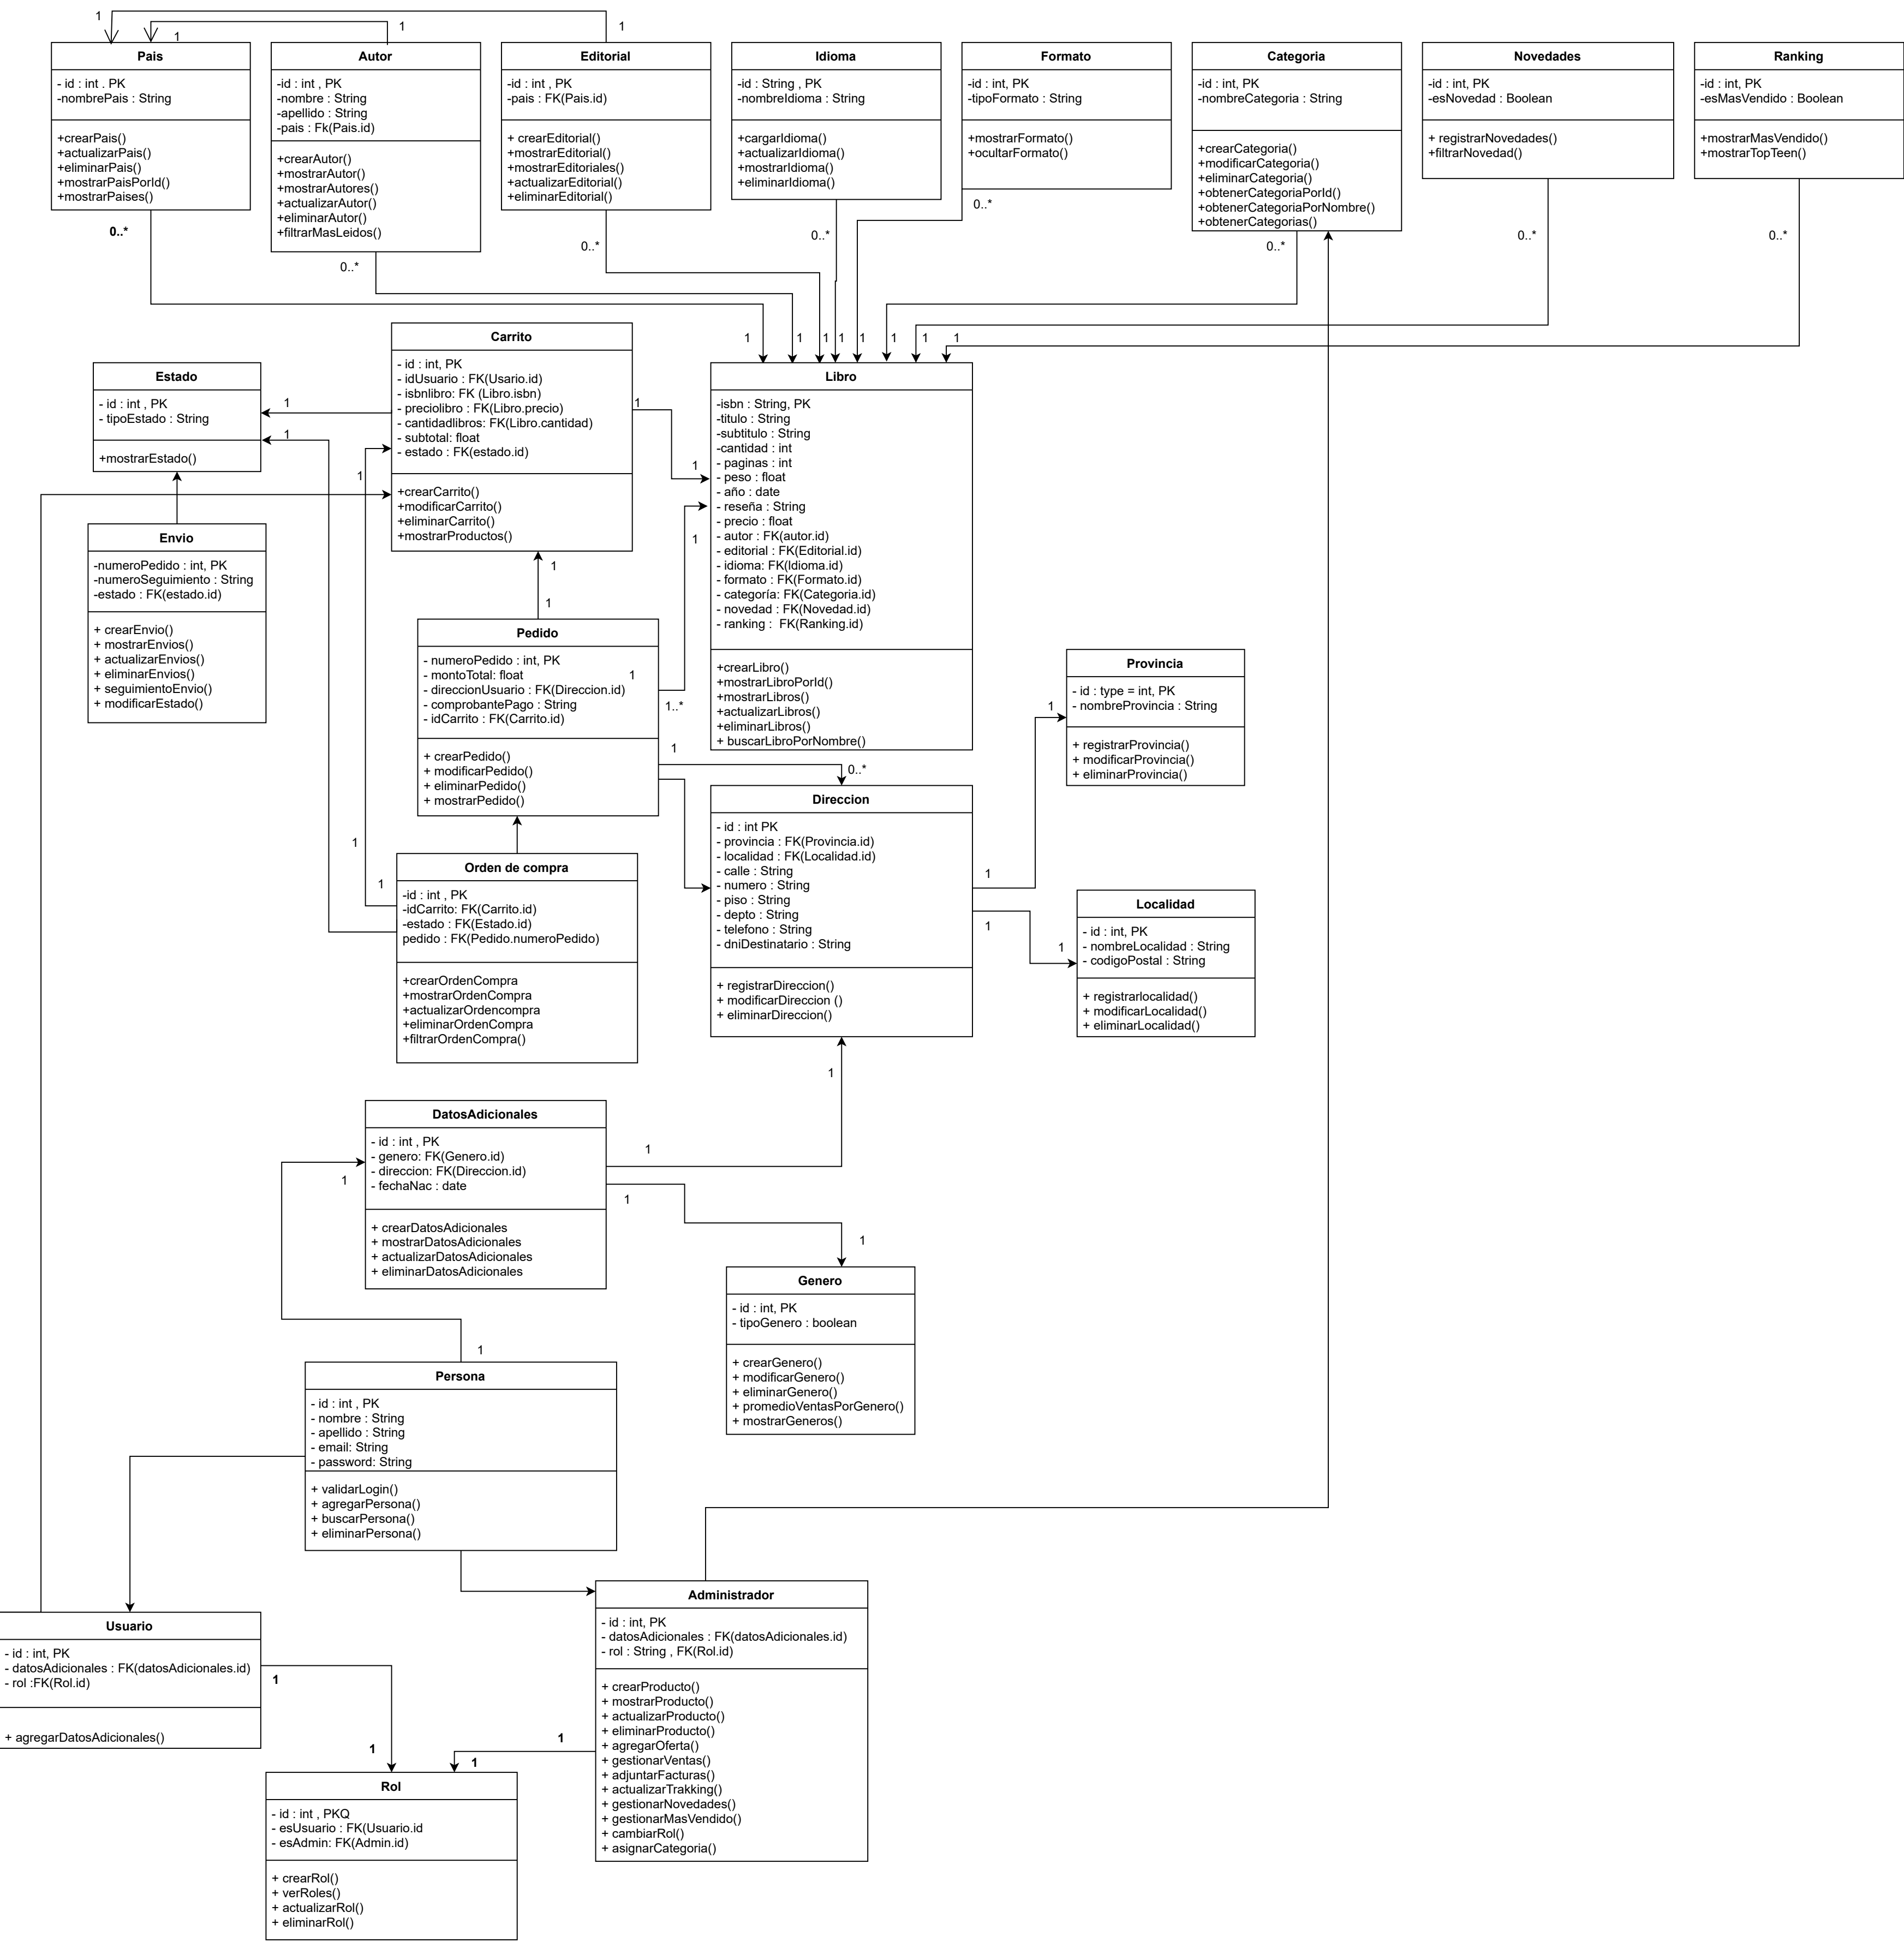 1
1
1
1
Pais
- id : int . PK
-nombrePais : String
+crearPais()
+actualizarPais()
+eliminarPais()
+mostrarPaisPorId()
+mostrarPaises()
0..*
Autor
-id : int , PK
-nombre : String
-apellido : String
-pais : Fk(Pais.id)
+crearAutor()
+mostrarAutor()
+mostrarAutores()
+actualizarAutor()
+eliminarAutor()
+filtrarMasLeidos()
0..*
Editorial
-id : int , PK
-pais : FK(Pais.id)
+ crearEditorial()
+mostrarEditorial()
+mostrarEditoriales()
+actualizarEditorial()
+eliminarEditorial()
0..*
Idioma
-id : String , PK
-nombreIdioma : String
+cargarIdioma()
+actualizarIdioma()
+mostrarIdioma()
+eliminarIdioma()
0..*
Formato
-id : int, PK
-tipoFormato : String
+mostrarFormato()
+ocultarFormato()
0..*
Categoria
-id : int, PK
-nombreCategoria : String
+crearCategoria()
+modificarCategoria()
+eliminarCategoria()
+obtenerCategoriaPorId()
+obtenerCategoriaPorNombre()
+obtenerCategorias()
0..*
Novedades
-id : int, PK
-esNovedad : Boolean
+ registrarNovedades()
+filtrarNovedad()
0..*
Ranking
-id : int, PK
-esMasVendido : Boolean
+mostrarMasVendido()
+mostrarTopTeen()
0..*
1
1
1
1
1
1
1
1
Carrito
- id : int, PK
- idUsuario : FK(Usario.id)
- isbnlibro: FK (Libro.isbn)
- preciolibro : FK(Libro.precio)
- cantidadlibros: FK(Libro.cantidad)
- subtotal: float
- estado : FK(estado.id)
+crearCarrito()
+modificarCarrito()
+eliminarCarrito()
+mostrarProductos()
Estado
- id : int , PK
- tipoEstado : String
+mostrarEstado()
1
1
1
1
1
1
Libro
-isbn : String, PK
-titulo : String
-subtitulo : String
-cantidad : int
- paginas : int
- peso : float
- año : date
- reseña : String
- precio : float
- autor : FK(autor.id)
- editorial : FK(Editorial.id)
- idioma: FK(Idioma.id)
- formato : FK(Formato.id)
- categoría: FK(Categoria.id)
- novedad : FK(Novedad.id)
- ranking :  FK(Ranking.id)
+crearLibro()
+mostrarLibroPorId()
+mostrarLibros()
+actualizarLibros()
+eliminarLibros()
+ buscarLibroPorNombre()
Envio
-numeroPedido : int, PK
-numeroSeguimiento : String
-estado : FK(estado.id)
+ crearEnvio()
+ mostrarEnvios()
+ actualizarEnvios()
+ eliminarEnvios()
+ seguimientoEnvio()
+ modificarEstado()
1
1
Pedido
- numeroPedido : int, PK
- montoTotal: float
1
- direccionUsuario : FK(Direccion.id)
- comprobantePago : String
- idCarrito : FK(Carrito.id)
+ crearPedido()
+ modificarPedido()
+ eliminarPedido()
+ mostrarPedido()
1..*
1
0..*
Provincia
- id : type = int, PK
- nombreProvincia : String
+ registrarProvincia()
+ modificarProvincia()
+ eliminarProvincia()
1
Direccion
- id : int PK
- provincia : FK(Provincia.id)
- localidad : FK(Localidad.id)
- calle : String
- numero : String
- piso : String
- depto : String
- telefono : String
- dniDestinatario : String
+ registrarDireccion()
+ modificarDireccion ()
+ eliminarDireccion()
1
1
1
1
Localidad
- id : int, PK
- nombreLocalidad : String
- codigoPostal : String
+ registrarlocalidad()
+ modificarLocalidad()
+ eliminarLocalidad()
1
1
Orden de compra
-id : int , PK
-idCarrito: FK(Carrito.id)
-estado : FK(Estado.id)
pedido : FK(Pedido.numeroPedido)
+crearOrdenCompra
+mostrarOrdenCompra
+actualizarOrdencompra
+eliminarOrdenCompra
+filtrarOrdenCompra()
DatosAdicionales
- id : int , PK
- genero: FK(Genero.id)
- direccion: FK(Direccion.id)
- fechaNac : date
+ crearDatosAdicionales
+ mostrarDatosAdicionales
+ actualizarDatosAdicionales
+ eliminarDatosAdicionales
1
1
1
1
Genero
- id : int, PK
- tipoGenero : boolean
+ crearGenero()
+ modificarGenero()
+ eliminarGenero()
+ promedioVentasPorGenero()
+ mostrarGeneros()
1
Persona
- id : int , PK
- nombre : String
- apellido : String
- email: String
- password: String
+ validarLogin()
+ agregarPersona()
+ buscarPersona()
+ eliminarPersona()
Administrador
- id : int, PK
- datosAdicionales : FK(datosAdicionales.id)
- rol : String , FK(Rol.id)
+ crearProducto()
+ mostrarProducto()
+ actualizarProducto()
+ eliminarProducto()
+ agregarOferta()
+ gestionarVentas()
+ adjuntarFacturas()
+ actualizarTrakking()
+ gestionarNovedades()
+ gestionarMasVendido()
+ cambiarRol()
+ asignarCategoria()
Usuario
- id : int, PK
- datosAdicionales : FK(datosAdicionales.id)
- rol :FK(Rol.id)
+ agregarDatosAdicionales()
1
1
1
1
Rol
- id : int , PKQ
- esUsuario : FK(Usuario.id
- esAdmin: FK(Admin.id)
+ crearRol()
+ verRoles()
+ actualizarRol()
+ eliminarRol()